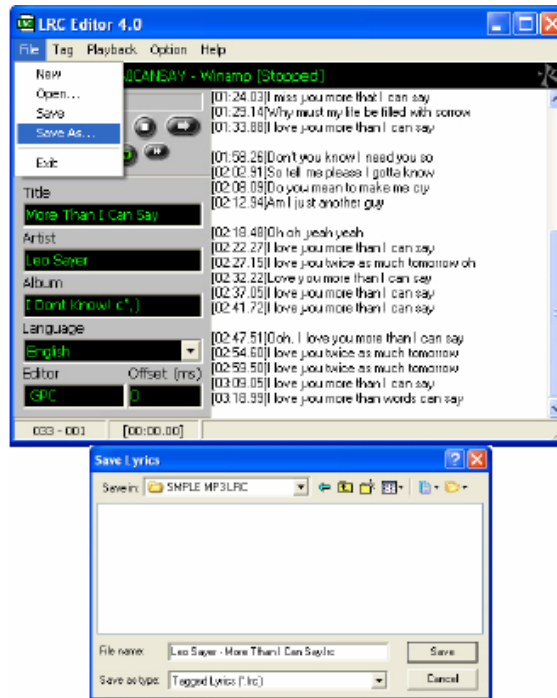 LRC Editor 4.0
File Tag Playback Option Help
New
Open...
Save
Save As...
Exit
- Winamp [Stopped]
[01:24.03]I miss you more that I can say
[01:29.14]Why must my life be filled with sorrow
[01:33.88]I love you more than I can say
[01:58.26]Don't you know I need you so
[02:02.91]So tell me please I gotta know
[02:08.09]Do you mean to make me cry
[02:12.94]Am I just another guy
[02:18.48]Oh oh yeah yeah
[02:22.27]I love you more than I can say
[02:27.15]I love you twice as much tomorrow oh
[02:32.22]Love you more than I can say
[02:37.05]I love you more than I can say
[02:41.72]I love you more than I can say
[02:47.51]Ooh, I love you more than I can say
[02:54.60]I love you twice as much tomorrow
[02:59.50]I love you twice as much tomorrow
[03:09.05]I love you more than I can say
[03:18.99]I love you more than words can say
Title
More Than I Can Say
Artist
Leo Sayer
Album
Language
English
Editor Offset (ms)
GPC 0
033 - 001 [00:00.00]
Save Lyrics
Save in: SMPLE MP3LRC
File name: Leo Sayer - More Than I Can Say.lrc Save
Save as type: Tagged Lyrics (*.lrc) Cancel